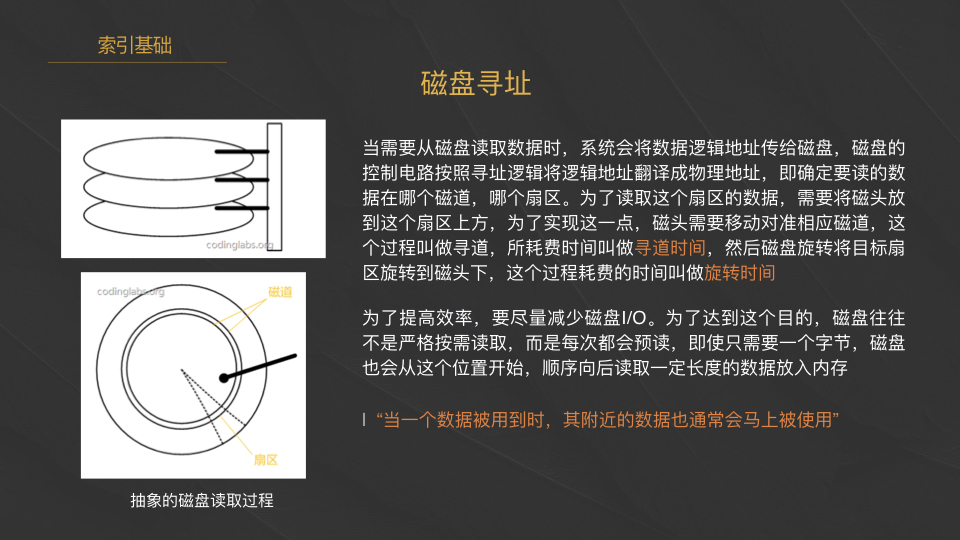 索引基础
磁盘寻址
codinglabs.org
codinglabs.org
磁道
扇区
抽象的磁盘读取过程
当需要从磁盘读取数据时，系统会将数据逻辑地址传给磁盘，磁盘的
控制电路按照寻址逻辑将逻辑地址翻译成物理地址，即确定要读的数
据在哪个磁道，哪个扇区。为了读取这个扇区的数据，需要将磁头放
到这个扇区上方，为了实现这一点，磁头需要移动对准相应磁道，这
个过程叫做寻道，所耗费时间叫做寻道时间，然后磁盘旋转将目标扇
区旋转到磁头下，这个过程耗费的时间叫做旋转时间
为了提高效率，要尽量减少磁盘I/O。为了达到这个目的，磁盘往往
不是严格按需读取，而是每次都会预读，即使只需要一个字节，磁盘
也会从这个位置开始，顺序向后读取一定长度的数据放入内存
l “当一个数据被用到时，其附近的数据也通常会马上被使用”